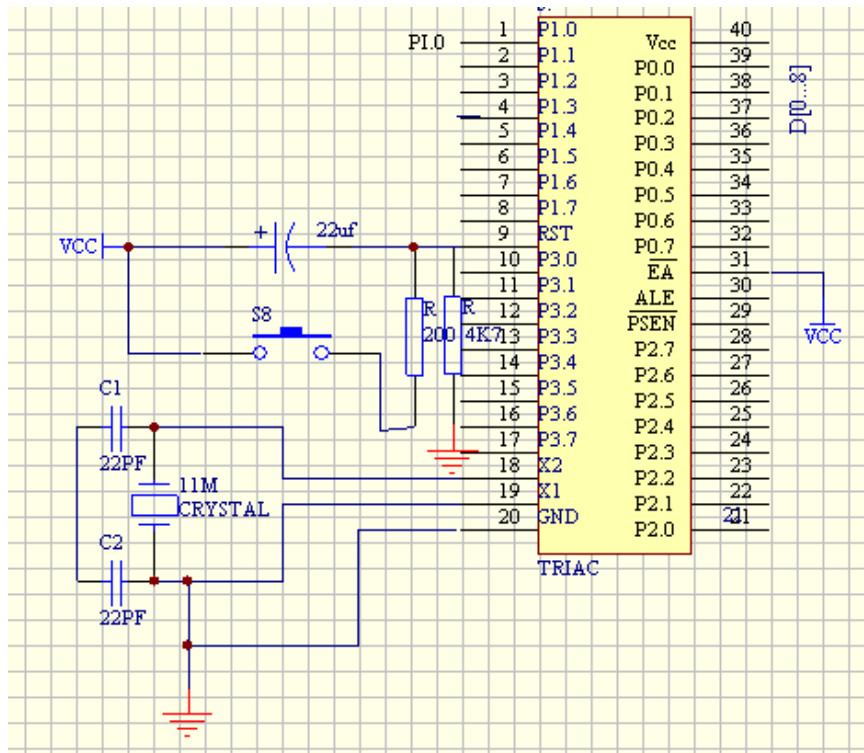 PI.0
1 P1.0
2 P1.1
3 P1.2
4 P1.3
5 P1.4
6 P1.5
7 P1.6
8 P1.7
9 RST
10 P3.0
11 P3.1
12 P3.2
13 P3.3
14 P3.4
15 P3.5
16 P3.6
17 P3.7
18 X2
19 X1
20 GND
Vcc 40
P0.0 39
P0.1 38
P0.2 37
P0.3 36
P0.4 35
P0.5 34
P0.6 33
P0.7 32
EA 31
ALE 30
PSEN 29
P2.7 28
P2.6 27
P2.5 26
P2.4 25
P2.3 24
P2.2 23
P2.1 22
P2.0 21
TRIAC
D[0...8]
VCC
VCC
+ 22uf
S8
R
200
R
4K7
C1
22PF
11M
CRYSTAL
C2
22PF